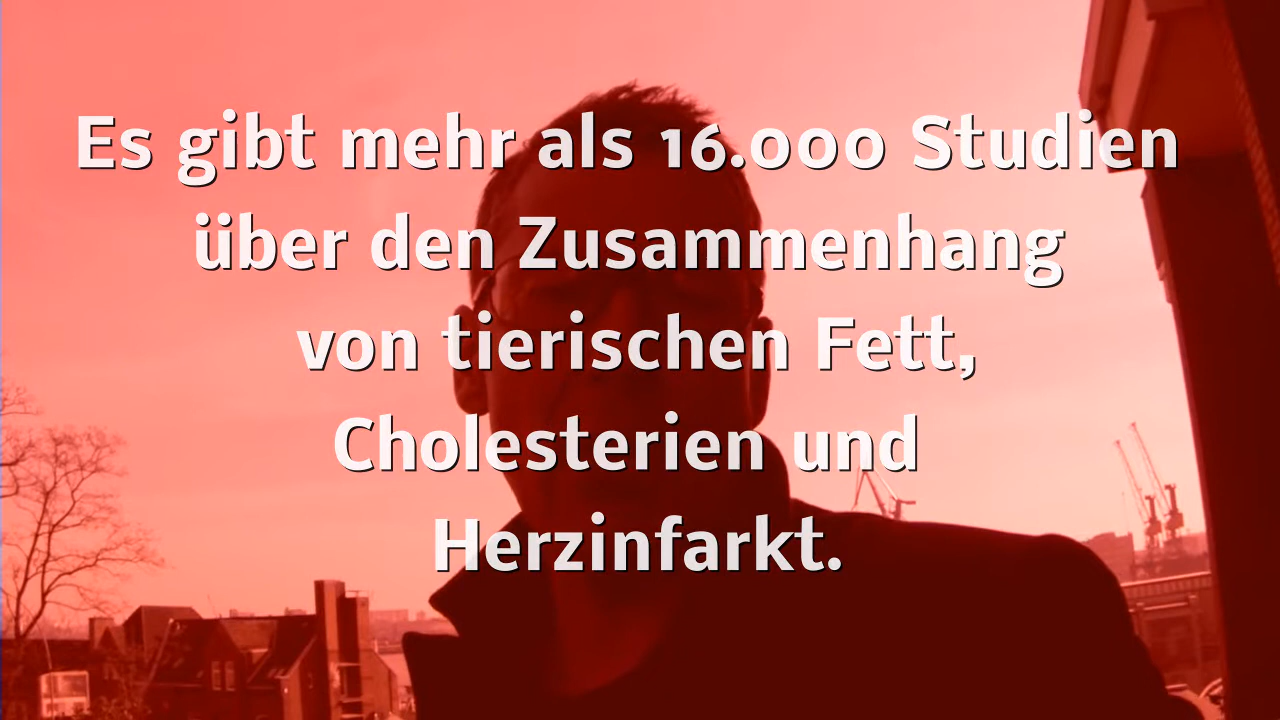 Es gibt mehr als 16.000 Studien
über den Zusammenhang
von tierischen Fett,
Cholesterien und
Herzinfarkt.